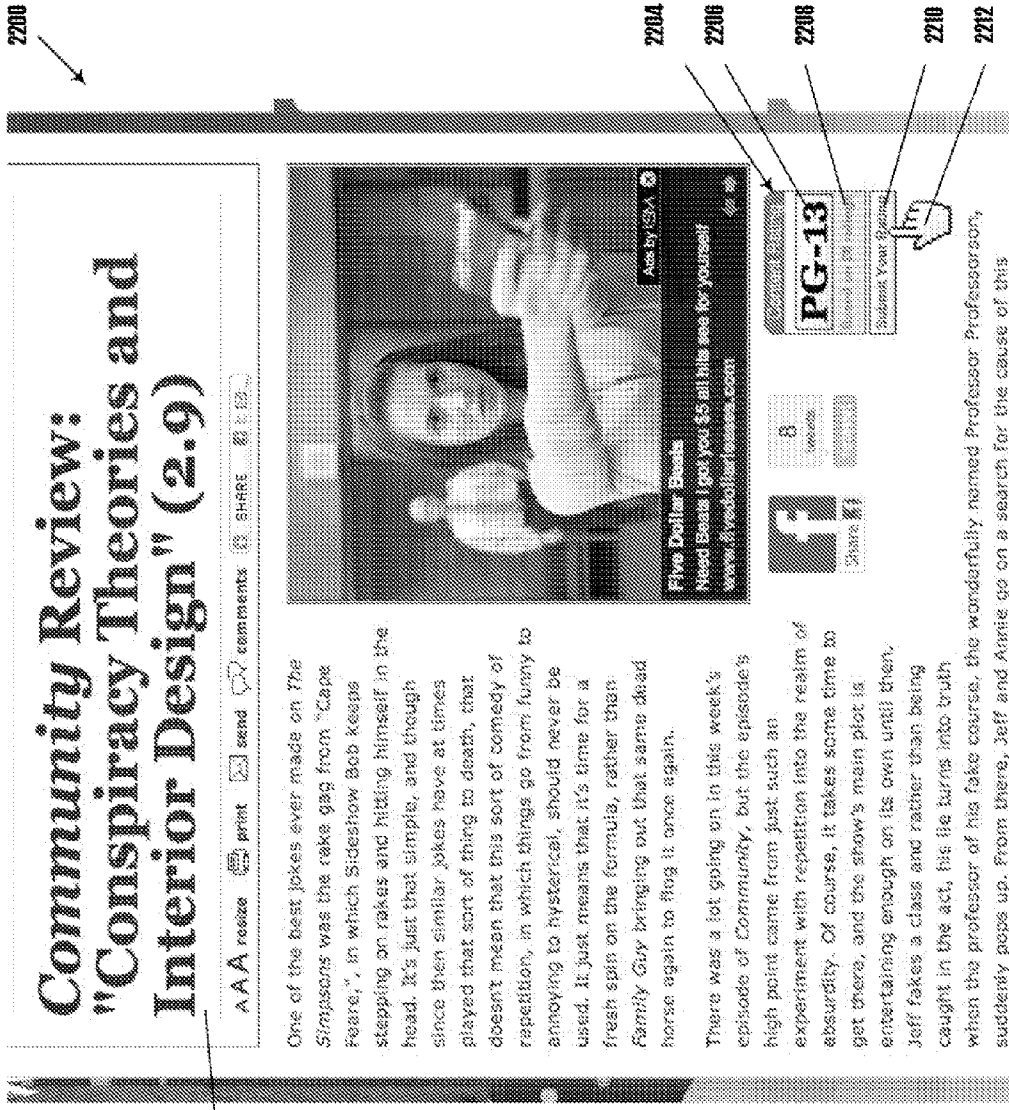 2200
Community Review:
"Conspiracy Theories and
Interior Design" (2.9)
AAA resize print send comments SHARE
One of the best jokes ever made on The
Simpsons was the rake gag from "Cape
Feare,", in which Sideshow Bob keeps
stepping on rakes and hitting himself in the
head. It's just that simple, and though
since then similar jokes have at times
played that sort of thing to death, that
doesn't mean that this sort of comedy of
repetition, in which things go from funny to
annoying to hysterical, should never be
used. It just means that it's time for a
fresh spin on the formula, rather than
Family Guy bringing out that same dead
horse again to flog it once again.
Ads by
Five Dollar Beats
Need Beats I got you $5 all
see for yourself
There was a lot going on in this week's
episode of Community, but the episode's
high point came from just such an
experiment with repetition into the realm of
absurdity. Of course, it takes some time to
get there, and the show's main plot is
entertaining enough on its own until then.
Jeff fakes a class and rather than being
caught in the act, his lie turns into truth
when the professor of his fake course, the wonderfully named Professor Professorson,
suddenly pops up. From there, Jeff and Annie go on a search for the cause of this
f
Share
8
tweets
PG-13
Submit Your
2204
2206
2208
2210
2212